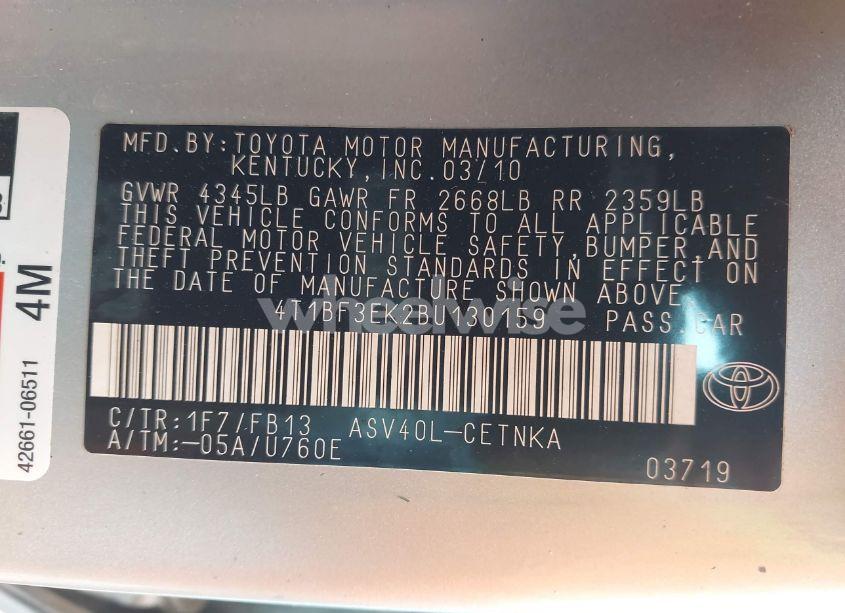 MFD. BY: TOYOTA MOTOR MANUFACTURING,
KENTUCKY, INC. 03/10
GVWR 4345LB GAWR FR 2668LB RR 2359LB
THIS VEHICLE CONFORMS TO ALL APPLICABLE
FEDERAL MOTOR VEHICLE SAFETY, BUMPER, AND
THEFT PREVENTION STANDARDS IN EFFECT ON
THE DATE OF MANUFACTURE SHOWN ABOVE.
4T1BF3EK2BU130159 PASS. CAR
C/TR: 1F7/FB13 ASV40L-CETNKA
A/TM: -05A/U760E
03719
42661-06511
4M
wheelwise